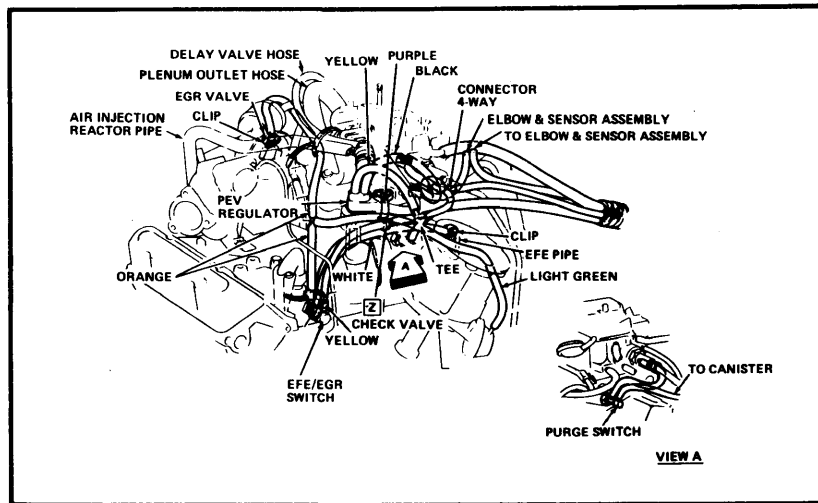 DELAY VALVE HOSE
PLENUM OUTLET HOSE
EGR VALVE
CLIP
AIR INJECTION
REACTOR PIPE
YELLOW
PURPLE
BLACK
CONNECTOR
4-WAY
ELBOW & SENSOR ASSEMBLY
TO ELBOW & SENSOR ASSEMBLY
PEV
REGULATOR
ORANGE
WHITE
A
TEE
CLIP
EFE PIPE
LIGHT GREEN
Z
CHECK VALVE
YELLOW
EFE/EGR
SWITCH
TO CANISTER
PURGE SWITCH
VIEW A